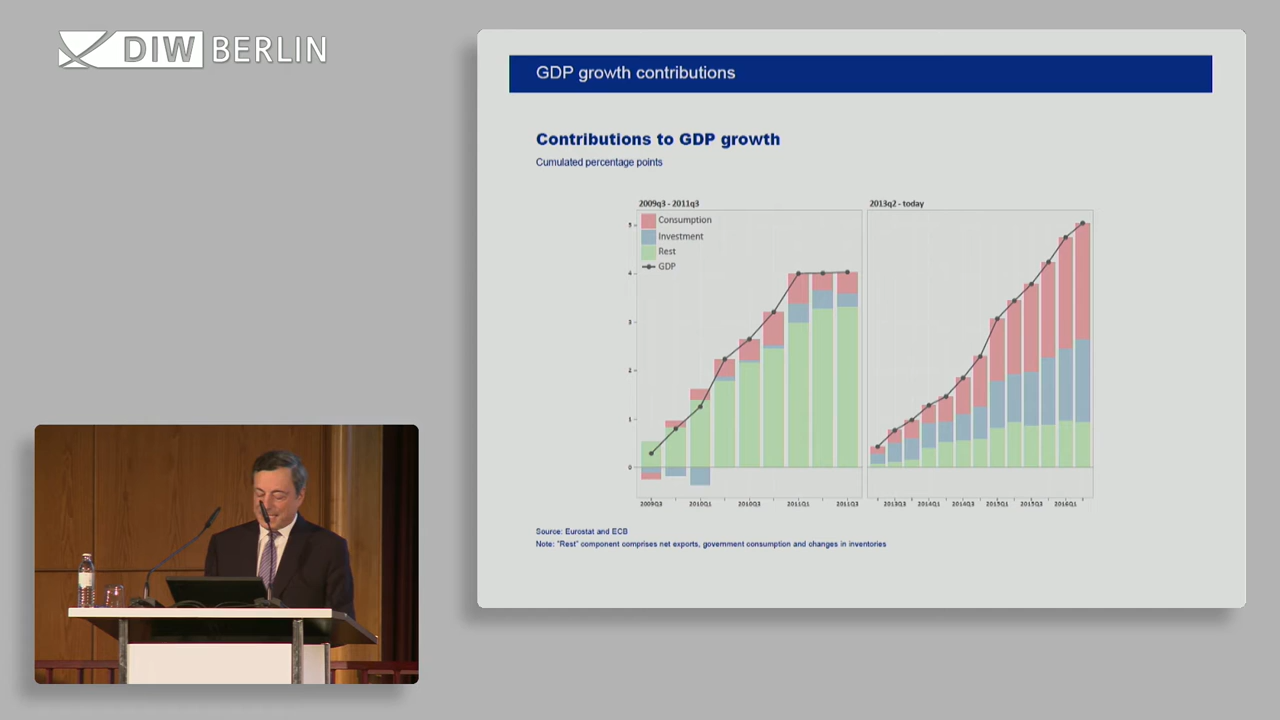 DIW BERLIN
GDP growth contributions
Contributions to GDP growth
Cumulated percentage points
2009q3 - 2011q3
2013q2 - today
Consumption
Investment
Rest
GDP
5
4
3
2
1
0
2009Q3 2010Q1 2010Q3 2011Q1 2011Q3
2013Q3 2014Q1 2014Q3 2015Q1 2015Q3 2016Q1
Source: Eurostat and ECB
Note: "Rest" component comprises net exports, government consumption and changes in inventories